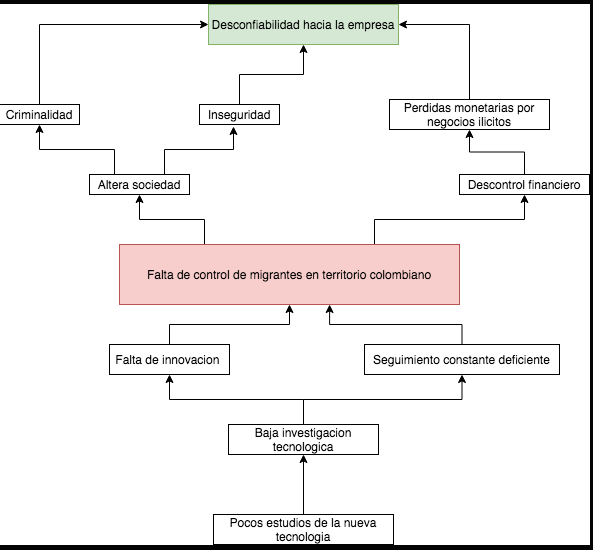 Desconfiabilidad hacia la empresa
Criminalidad
Inseguridad
Perdidas monetarias por
negocios ilicitos
Altera sociedad
Descontrol financiero
Falta de control de migrantes en territorio colombiano
Falta de innovacion
Seguimiento constante deficiente
Baja investigacion
tecnologica
Pocos estudios de la nueva
tecnologia